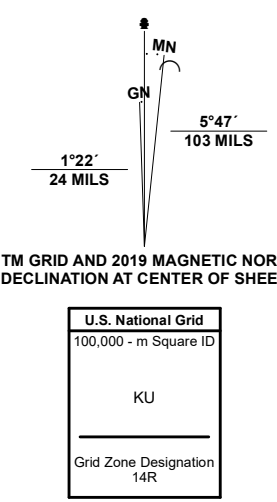 MN
GN
5°47´
103 MILS
1°22´
24 MILS
TM GRID AND 2019 MAGNETIC NOR
DECLINATION AT CENTER OF SHEE
U.S. National Grid
100,000 - m Square ID
KU
Grid Zone Designation
14R